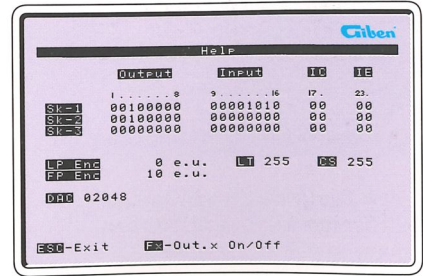 Giben
Help
Output Input IC IE
1......8 9......16 17. 23.
Sk-1 00100000 00001010 00 00
Sk-2 00100000 00000000 00 00
Sk-3 00000000 00000000 00 00
LP Enc 0 e.u. LT 255 CS 255
FP Enc 10 e.u.
DAC 02048
ESC-Exit Fx-Out.x On/Off